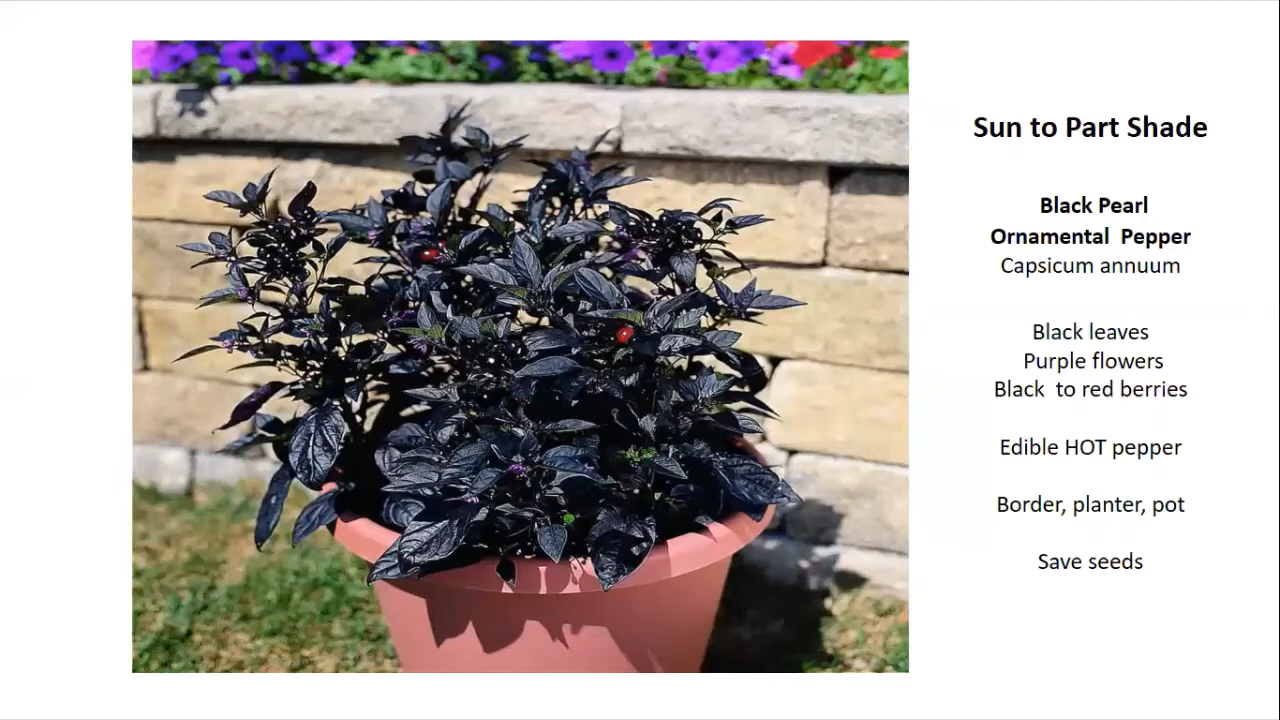 Sun to Part Shade
Black Pearl
Ornamental  Pepper
Capsicum annuum
Black leaves
Purple flowers
Black  to red berries
Edible HOT pepper
Border, planter, pot
Save seeds